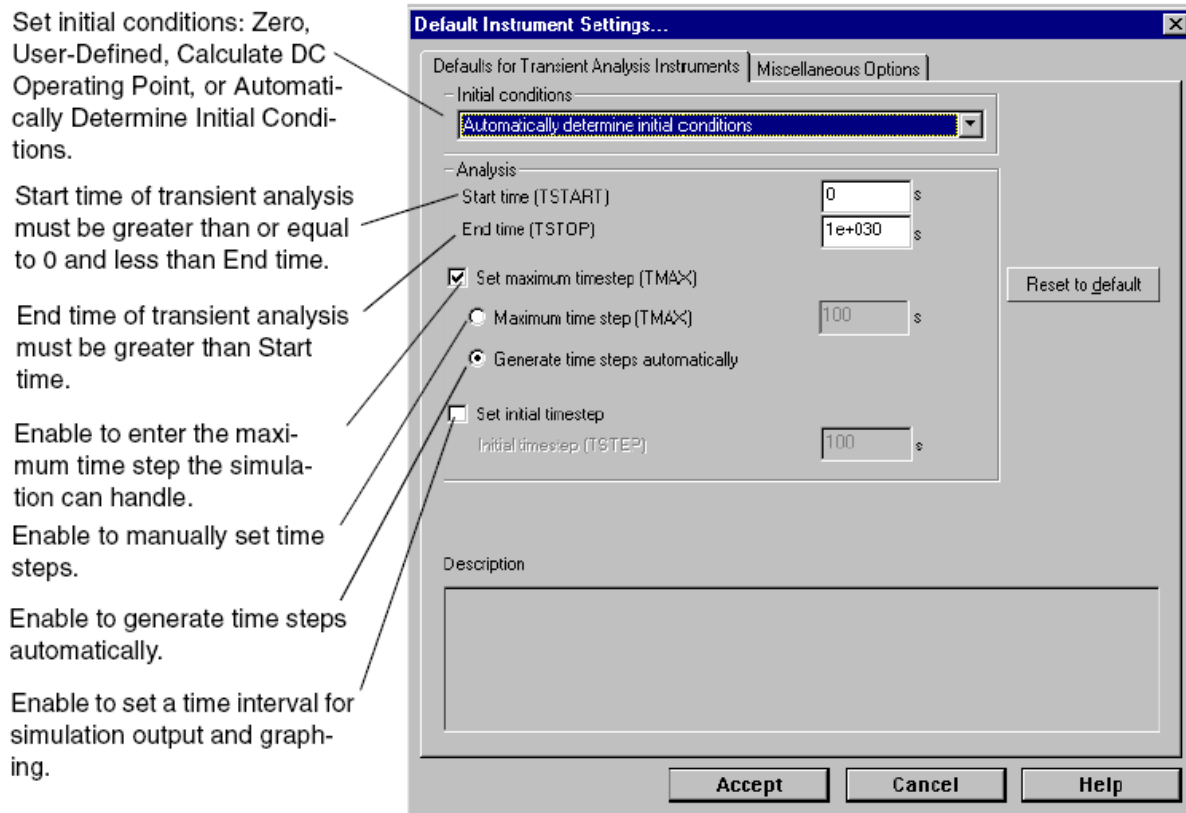 Set initial conditions: Zero,
User-Defined, Calculate DC
Operating Point, or Automati-
cally Determine Initial Condi-
tions.
Start time of transient analysis
must be greater than or equal
to 0 and less than End time.
End time of transient analysis
must be greater than Start
time.
Enable to enter the maxi-
mum time step the simula-
tion can handle.
Enable to manually set time
steps.
Enable to generate time steps
automatically.
Enable to set a time interval for
simulation output and graph-
ing.
Default Instrument Settings...
Defaults for Transient Analysis Instruments
Miscellaneous Options
Initial conditions
Automatically determine initial conditions
Analysis
Start time (TSTART)
0
s
End time (TSTOP)
1e+030
s
Set maximum timestep (TMAX)
Maximum time step (TMAX)
100
s
Generate time steps automatically
Set initial timestep
Initial timestep (TSTEP)
100
s
Reset to default
Description
Accept
Cancel
Help